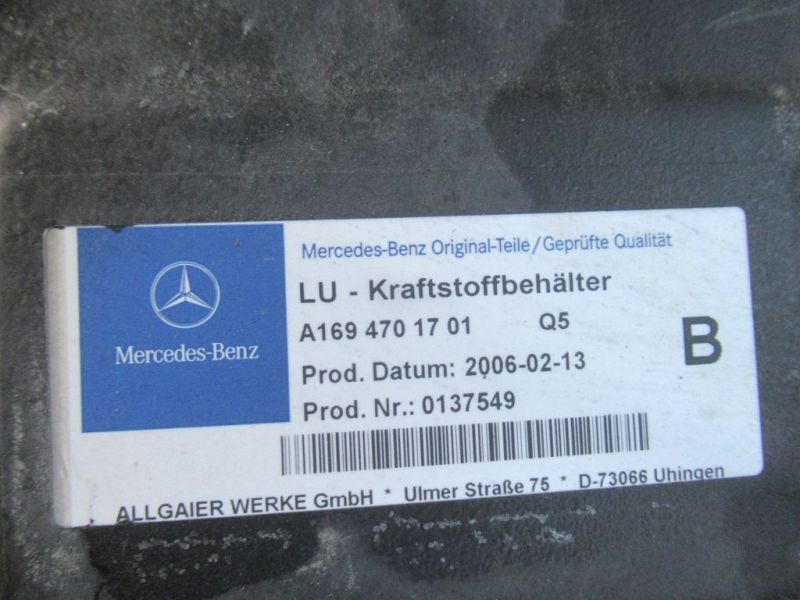 Mercedes-Benz Original-Teile/Geprüfte Qualität
Mercedes-Benz
LU - Kraftstoffbehälter
A169 470 17 01 Q5
B
Prod. Datum: 2006-02-13
Prod. Nr.: 0137549
ALLGAIER WERKE GmbH * Ulmer Straße 75 * D-73066 Uhingen